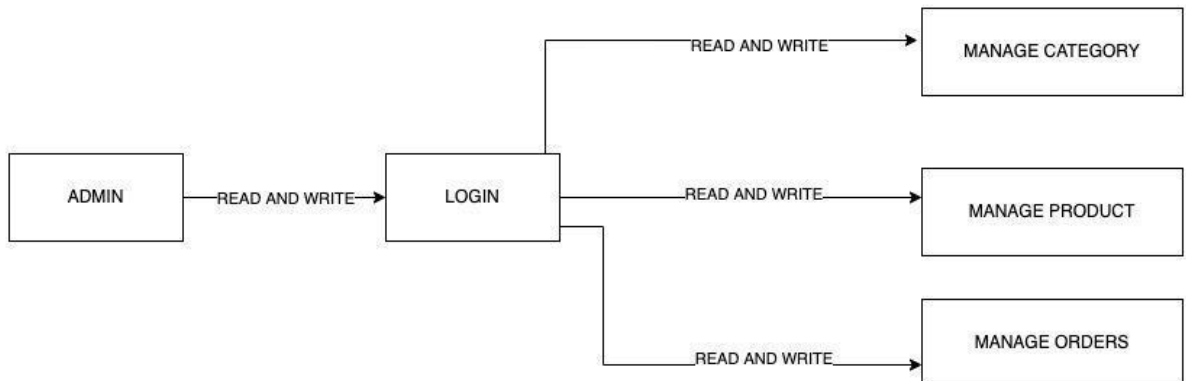 READ AND WRITE
MANAGE CATEGORY
ADMIN
READ AND WRITE
LOGIN
READ AND WRITE
MANAGE PRODUCT
READ AND WRITE
MANAGE ORDERS